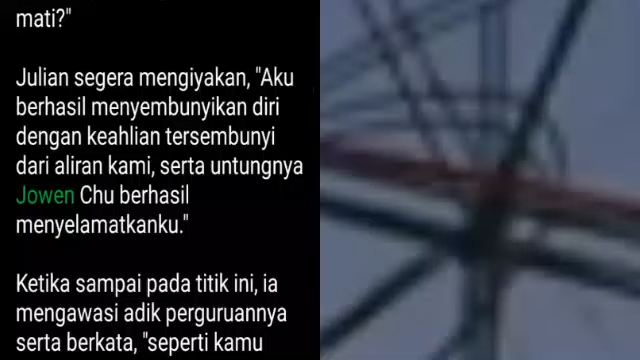 mati?"
Julian segera mengiyakan, "Aku
berhasil menyembunyikan diri
dengan keahlian tersembunyi
dari aliran kami, serta untungnya
Jowen Chu berhasil
menyelamatkanku."
Ketika sampai pada titik ini, ia
mengawasi adik perguruannya
serta berkata, "seperti kamu